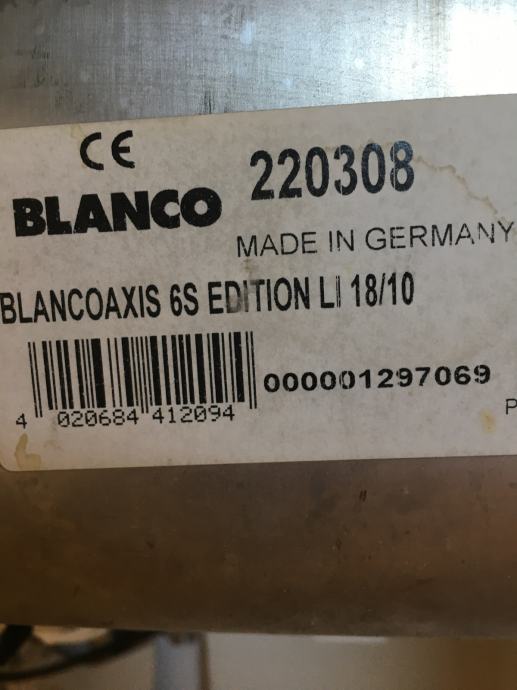 CE
220308
BLANCO
MADE IN GERMANY
BLANCOAXIS 6S EDITION LI 18/10
000001297069
4 020684 412094
P